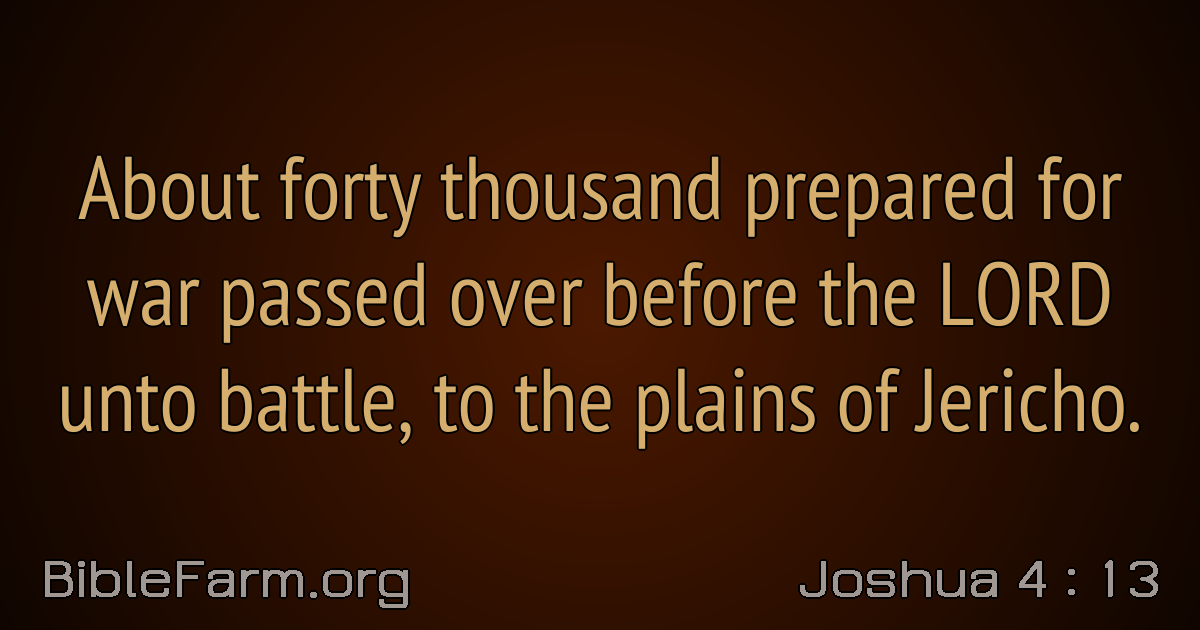 About forty thousand prepared for
war passed over before the LORD
unto battle, to the plains of Jericho.
BibleFarm.org
Joshua 4 : 13